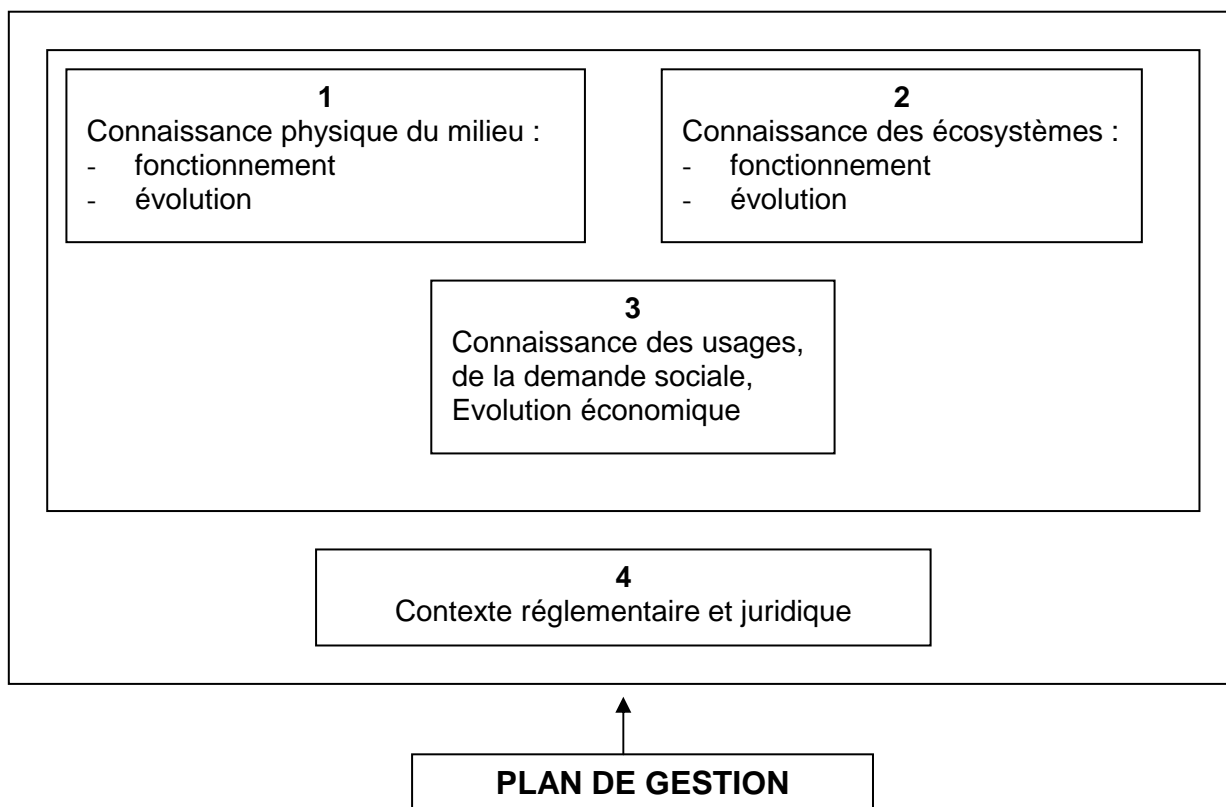 1
Connaissance physique du milieu :
- fonctionnement
- évolution
2
Connaissance des écosystèmes :
- fonctionnement
- évolution
3
Connaissance des usages,
de la demande sociale,
Evolution économique
4
Contexte réglementaire et juridique
PLAN DE GESTION